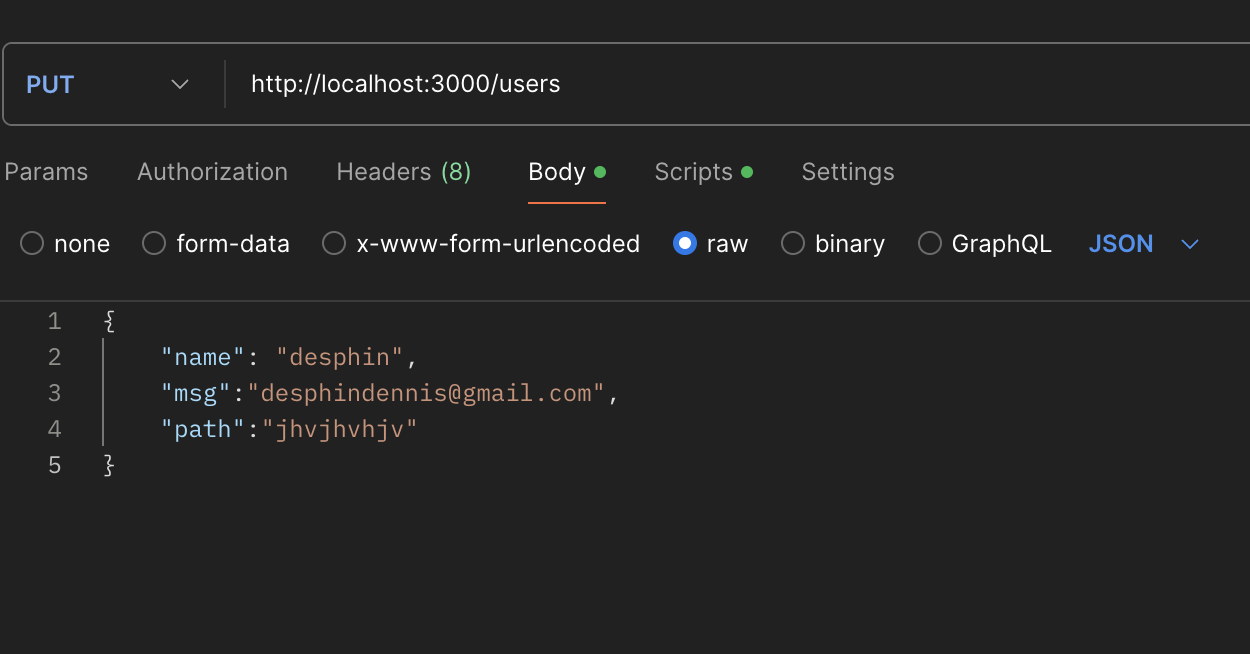 PUT http://localhost:3000/users
Params Authorization Headers (8) Body Scripts Settings
none form-data x-www-form-urlencoded raw binary GraphQL JSON
1 {
2 "name": "desphin",
3 "msg":"desphindennis@gmail.com",
4 "path":"jhvjhvhjv"
5 }